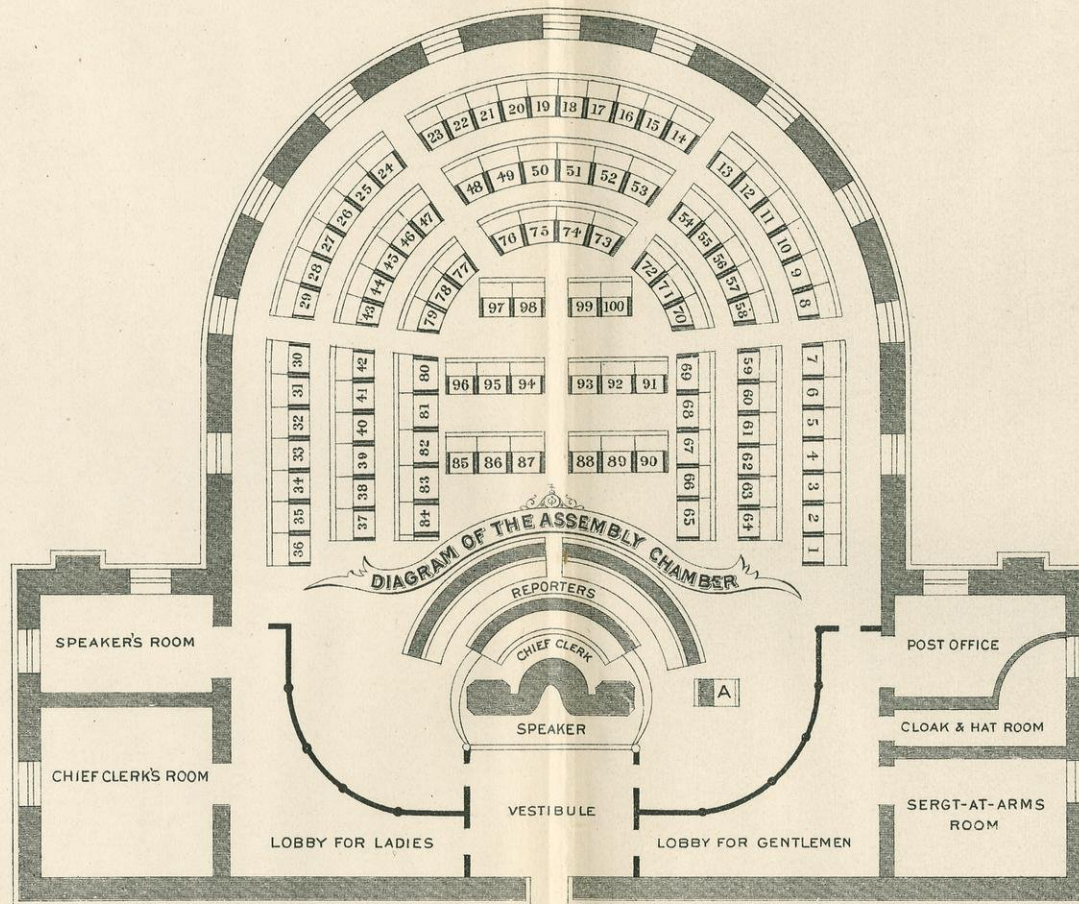 23 22 21 20 19 18 17 16 15 14
29 28 27 26 25 24
13 12 11 10 9 8
48 49 50 51 52 53
43 44 45 46 47
54 55 56 57 58
76 75 74 73
79 78 77
72 71 70
97 98 99 100
30 31 32 33 34 35 36
42 41 40 39 38 37
80 81 82 83 84
96 95 94 93 92 91
85 86 87 88 89 90
69 68 67 66 65
59 60 61 62 63 64
7 6 5 4 3 2 1
DIAGRAM OF THE ASSEMBLY CHAMBER
REPORTERS
CHIEF CLERK
SPEAKER
A
SPEAKER'S ROOM
CHIEF CLERK'S ROOM
LOBBY FOR LADIES
VESTIBULE
LOBBY FOR GENTLEMEN
POST OFFICE
CLOAK & HAT ROOM
SERGT-AT-ARMS
ROOM